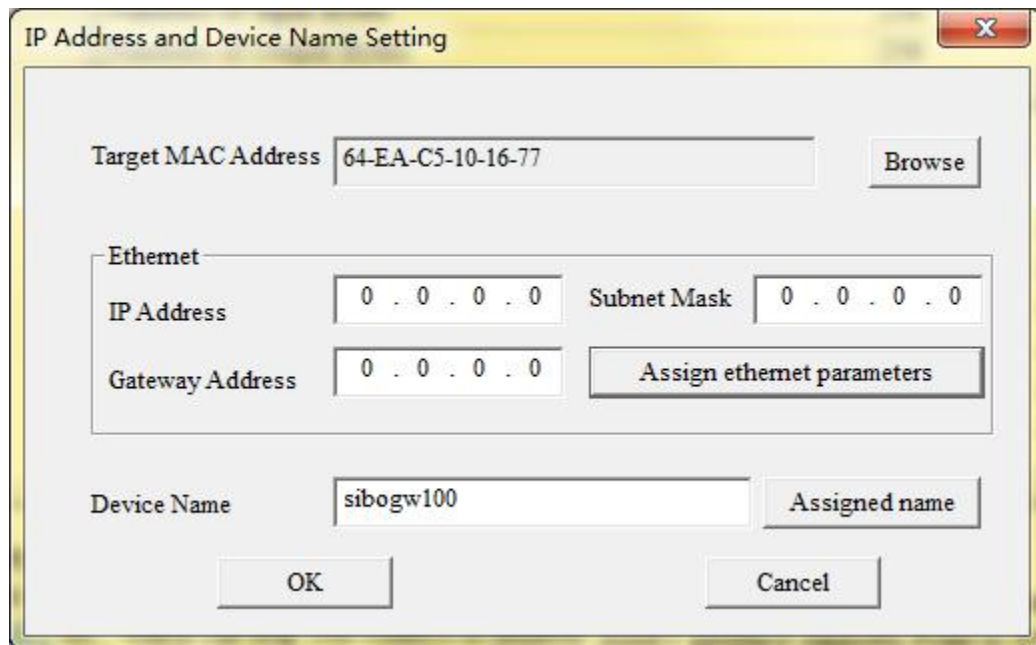 IP Address and Device Name Setting
Target MAC Address 64-EA-C5-10-16-77 Browse
Ethernet
IP Address 0 . 0 . 0 . 0 Subnet Mask 0 . 0 . 0 . 0
Gateway Address 0 . 0 . 0 . 0 Assign ethernet parameters
Device Name sibogw100 Assigned name
OK Cancel